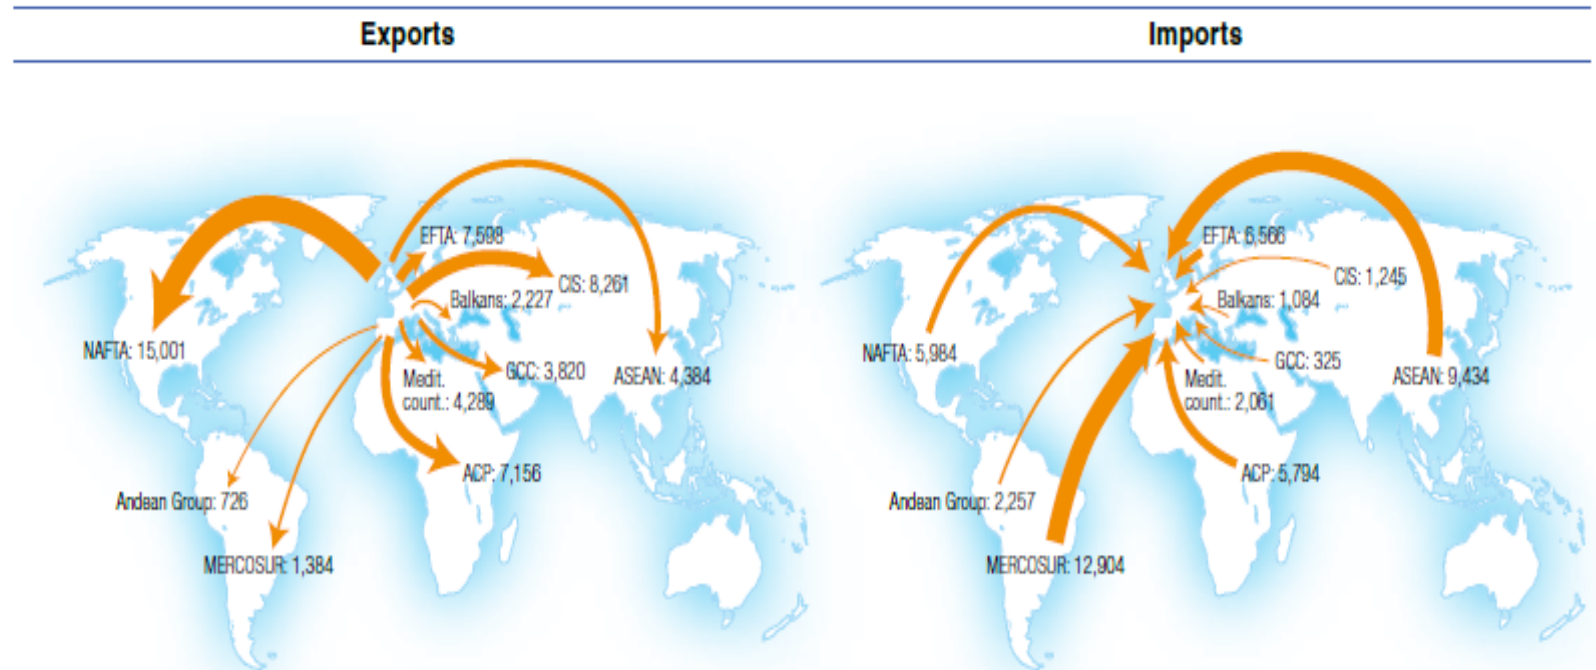 Exports
EFTA: 7,598
CIS: 8,261
Balkans: 2,227
NAFTA: 15,001
GCC: 3,820
ASEAN: 4,384
Medit.
count.: 4,289
ACP: 7,156
Andean Group: 726
MERCOSUR: 1,384
Imports
EFTA: 6,566
CIS: 1,245
Balkans: 1,084
NAFTA: 5,984
GCC: 325
ASEAN: 9,434
Medit.
count.: 2,061
ACP: 5,794
Andean Group: 2,257
MERCOSUR: 12,904